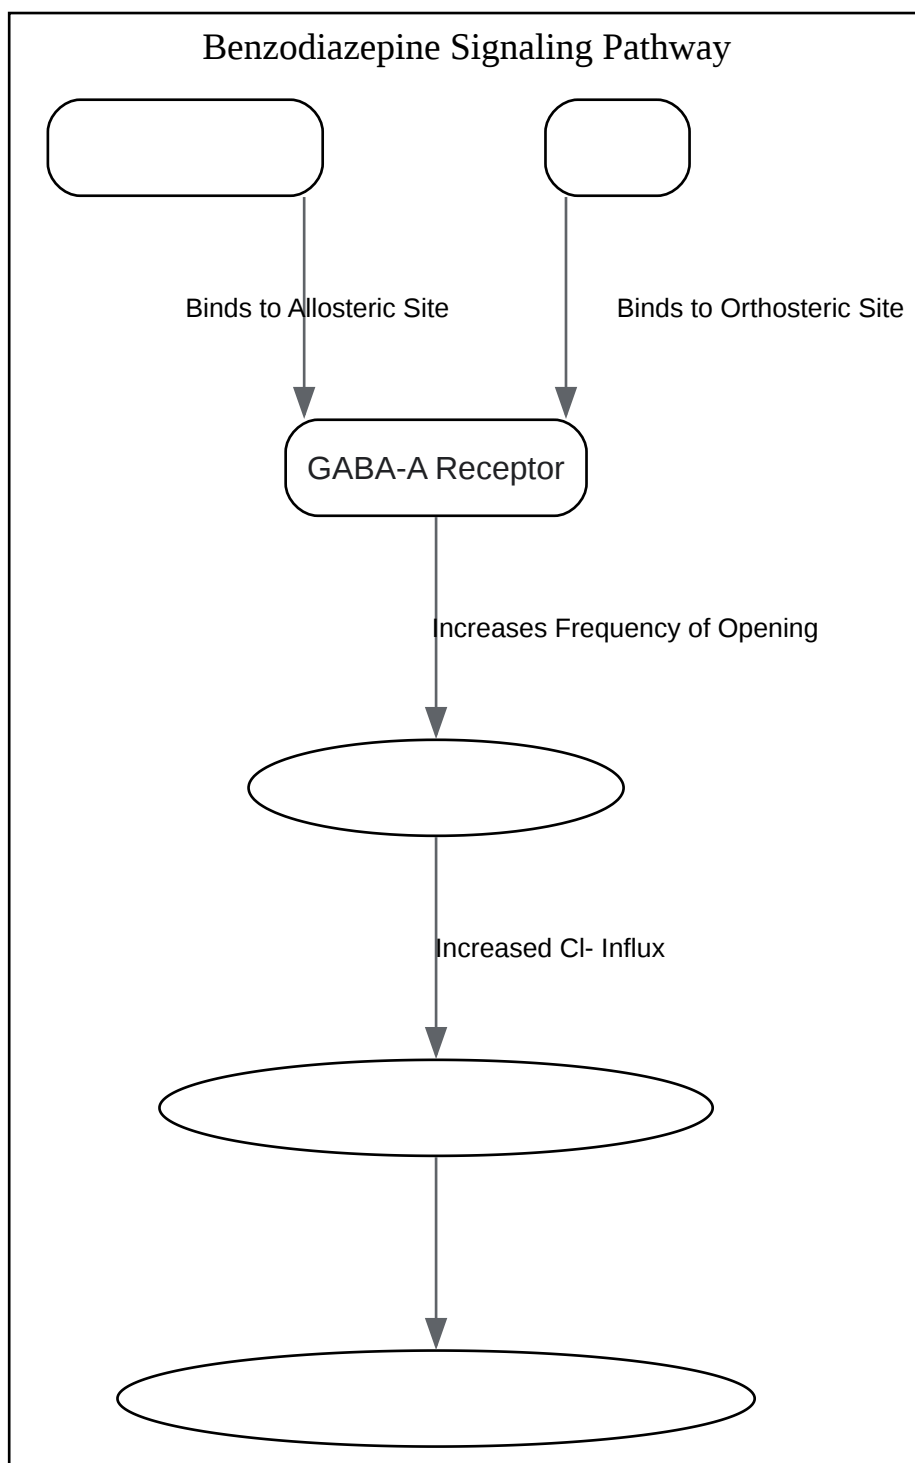 Benzodiazepine Signaling Pathway
Binds to Allosteric Site
Binds to Orthosteric Site
GABA-A Receptor
Increases Frequency of Opening
Increased Cl- Influx